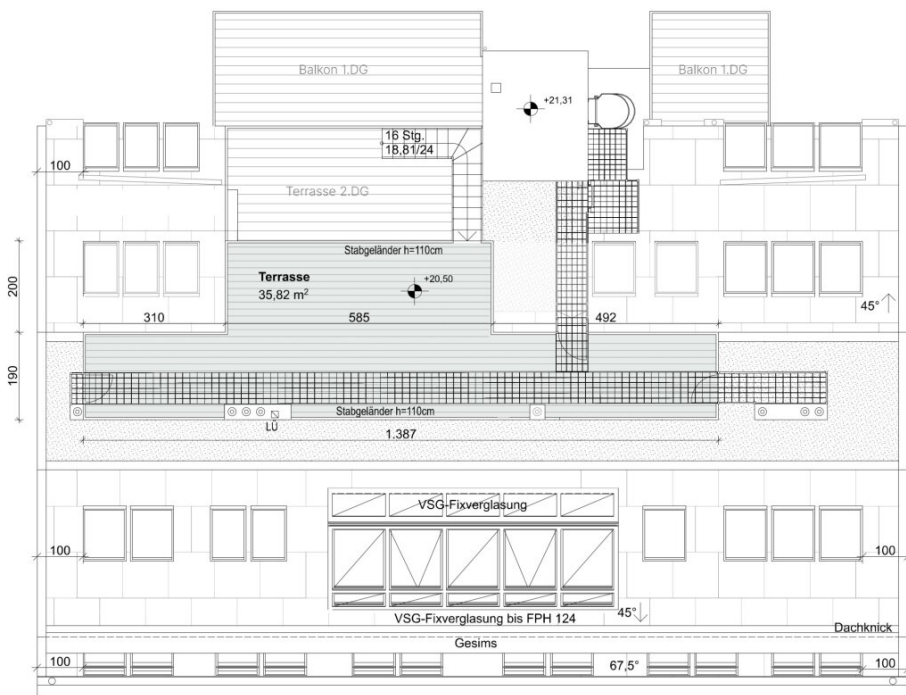 Balkon 1.DG
Balkon 1.DG
+21,31
16 Stg.
18,81/24
100
Terrasse 2.DG
Stabgeländer h=110cm
Terrasse
35,82 m²
+20,50
200
45°
310
585
492
190
Stabgeländer h=110cm
LÜ
1.387
VSG-Fixverglasung
100
100
VSG-Fixverglasung bis FPH 124
45°
Dachknick
Gesims
100
67,5°
100